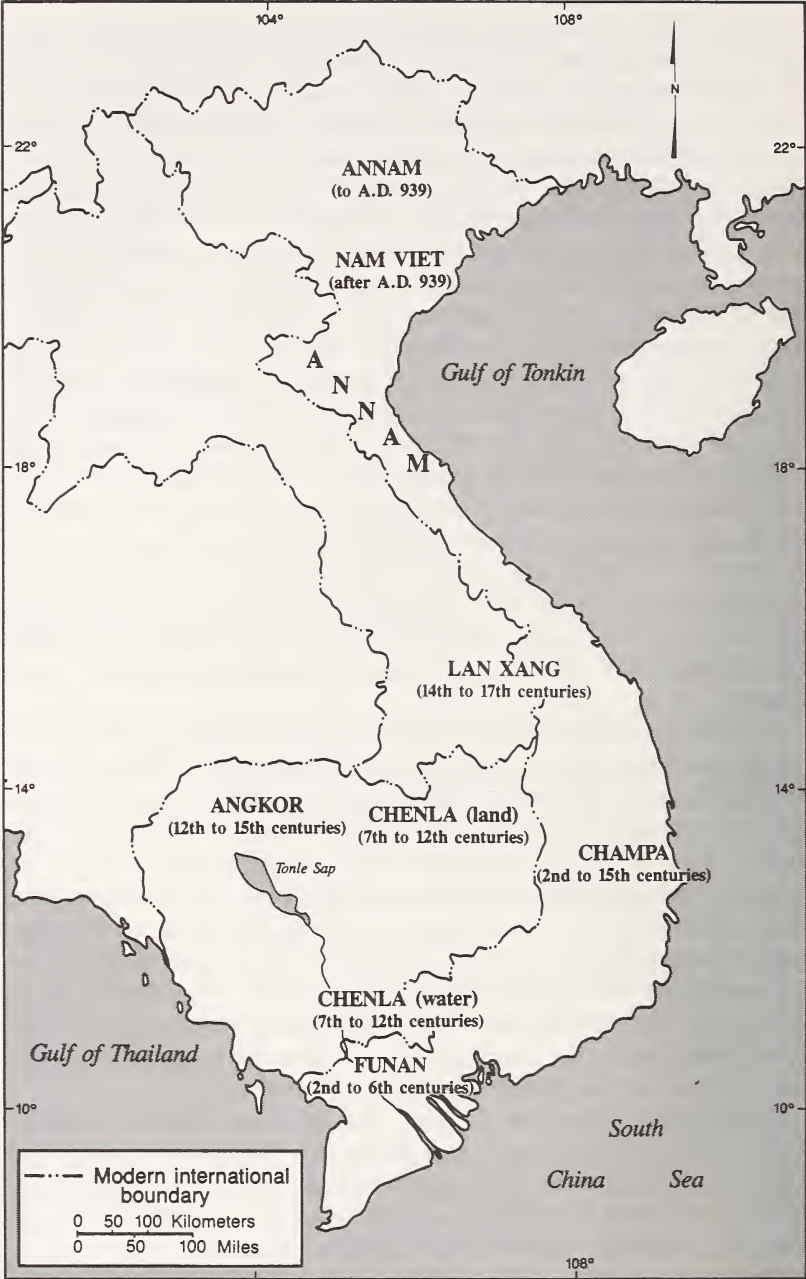 104° 108°
N
22° 22°
ANNAM
(to A.D. 939)
NAM VIET
(after A.D. 939)
A
N
N
A
M
Gulf of Tonkin
18° 18°
LAN XANG
(14th to 17th centuries)
14° 14°
ANGKOR
(12th to 15th centuries)
CHENLA (land)
(7th to 12th centuries)
CHAMPA
(2nd to 15th centuries)
Tonle Sap
CHENLA (water)
(7th to 12th centuries)
Gulf of Thailand
FUNAN
(2nd to 6th centuries)
10° 10°
South
China Sea
Modern international
boundary
0 50 100 Kilometers
0 50 100 Miles
108°